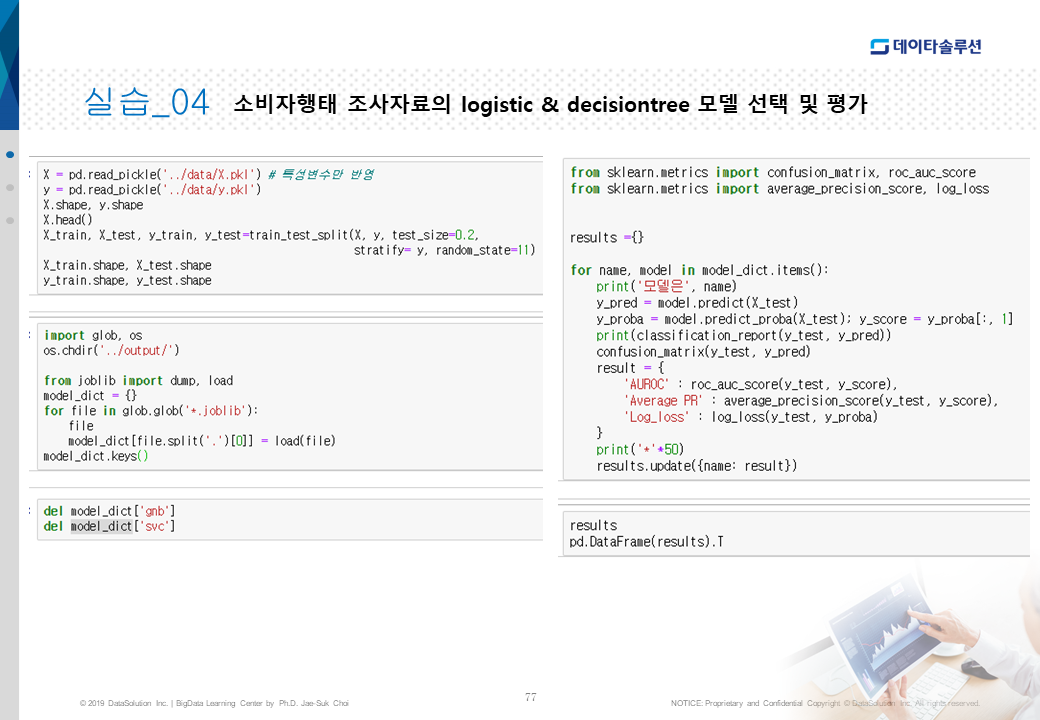 데이타솔루션
실습_04 소비자행태 조사자료의 logistic & decisiontree 모델 선택 및 평가
X = pd.read_pickle('../data/X.pkl') # 특성변수만 반영
y = pd.read_pickle('../data/y.pkl')
X.shape, y.shape
X.head()
X_train, X_test, y_train, y_test=train_test_split(X, y, test_size=0.2,
stratify= y, random_state=11)
X_train.shape, X_test.shape
y_train.shape, y_test.shape
import glob, os
os.chdir('../output/')
from joblib import dump, load
model_dict = {}
for file in glob.glob('*.joblib'):
    file
    model_dict[file.split('.')[0]] = load(file)
model_dict.keys()
del model_dict['gnb']
del model_dict['svc']
from sklearn.metrics import confusion_matrix, roc_auc_score
from sklearn.metrics import average_precision_score, log_loss
results ={}
for name, model in model_dict.items():
    print('모델은', name)
    y_pred = model.predict(X_test)
    y_proba = model.predict_proba(X_test); y_score = y_proba[:, 1]
    print(classification_report(y_test, y_pred))
    confusion_matrix(y_test, y_pred)
    result = {
        'AUROC' : roc_auc_score(y_test, y_score),
        'Average PR' : average_precision_score(y_test, y_score),
        'Log_loss' : log_loss(y_test, y_proba)
    }
    print('*'*50)
    results.update({name: result})
results
pd.DataFrame(results).T
© 2019 DataSolution Inc. | BigData Learning Center by Ph.D. Jae-Suk Choi
77
NOTICE: Proprietary and Confidential Copyright © DataSolution Inc, All rights reserved.